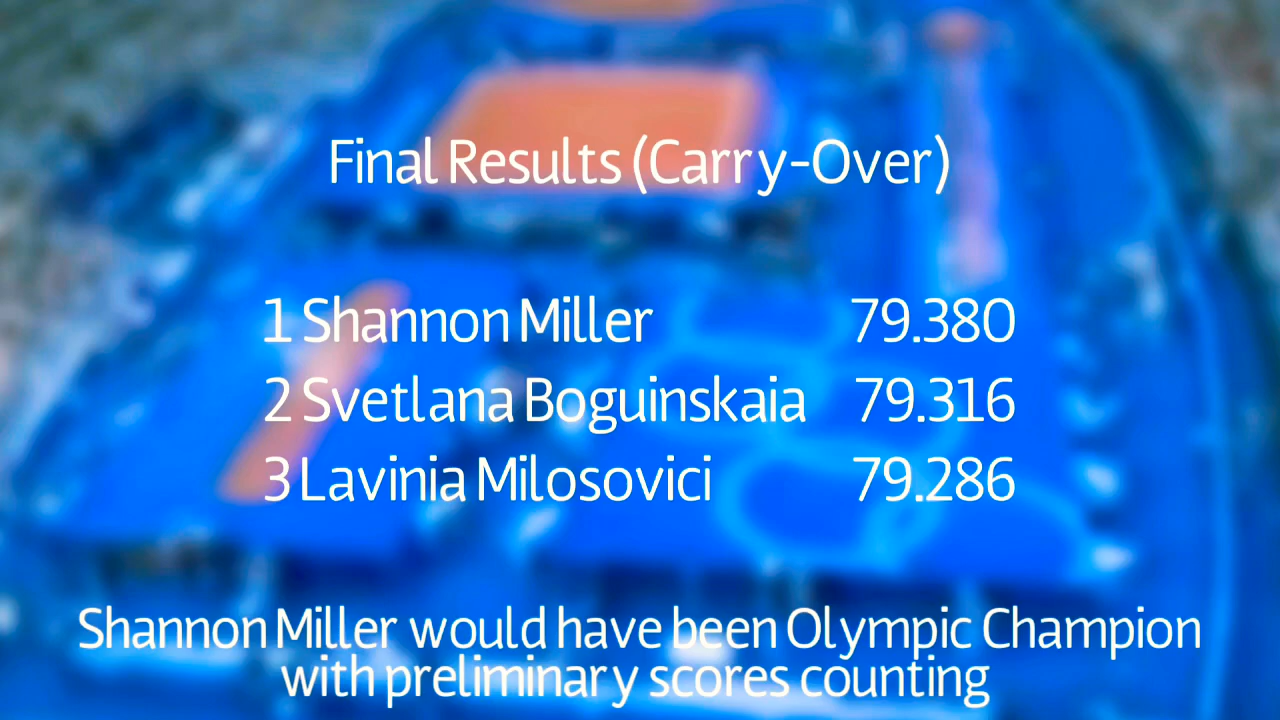 Final Results (Carry-Over)
1 Shannon Miller 79.380
2 Svetlana Boguinskaia 79.316
3 Lavinia Milosovici 79.286
Shannon Miller would have been Olympic Champion
with preliminary scores counting